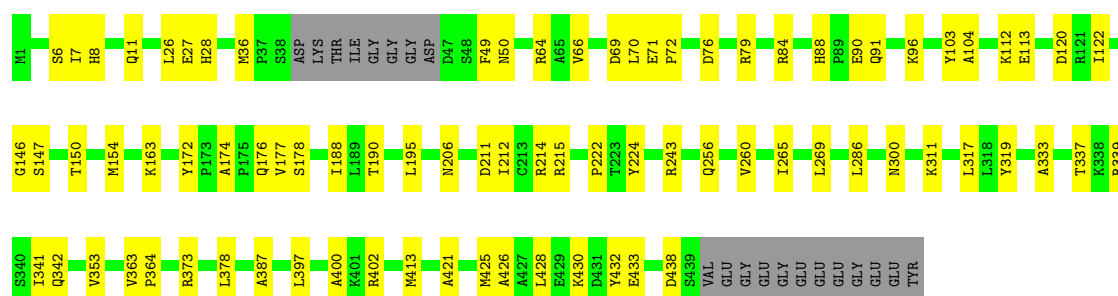 M1 S6 I7 H8 Q11 L26 E27 H28 M36 P37 S38 ASP LYS THR ILE GLY GLY GLY ASP D47 S48 F49 N50 R64 A65 V66 D69 L70 E71 P72 D76 R79 R84 H88 P89 E90 Q91 K96 Y103 A104 K112 E113 D120 R121 I122
G146 S147 T150 M154 K163 Y172 P173 A174 P175 Q176 V177 S178 I188 L189 T190 L195 N206 D211 I212 C213 R214 R215 P222 T223 Y224 R243 Q256 V260 I265 L269 L286 N300 K311 L317 L318 Y319 A333 T337 K338
S340 I341 Q342 V353 V363 P364 R373 L378 A387 L397 A400 K401 R402 M413 A421 M425 A426 A427 L428 E429 K430 D431 Y432 E433 D438 S439 VAL GLU GLY GLU GLY GLU GLU GLU GLY GLU GLU TYR